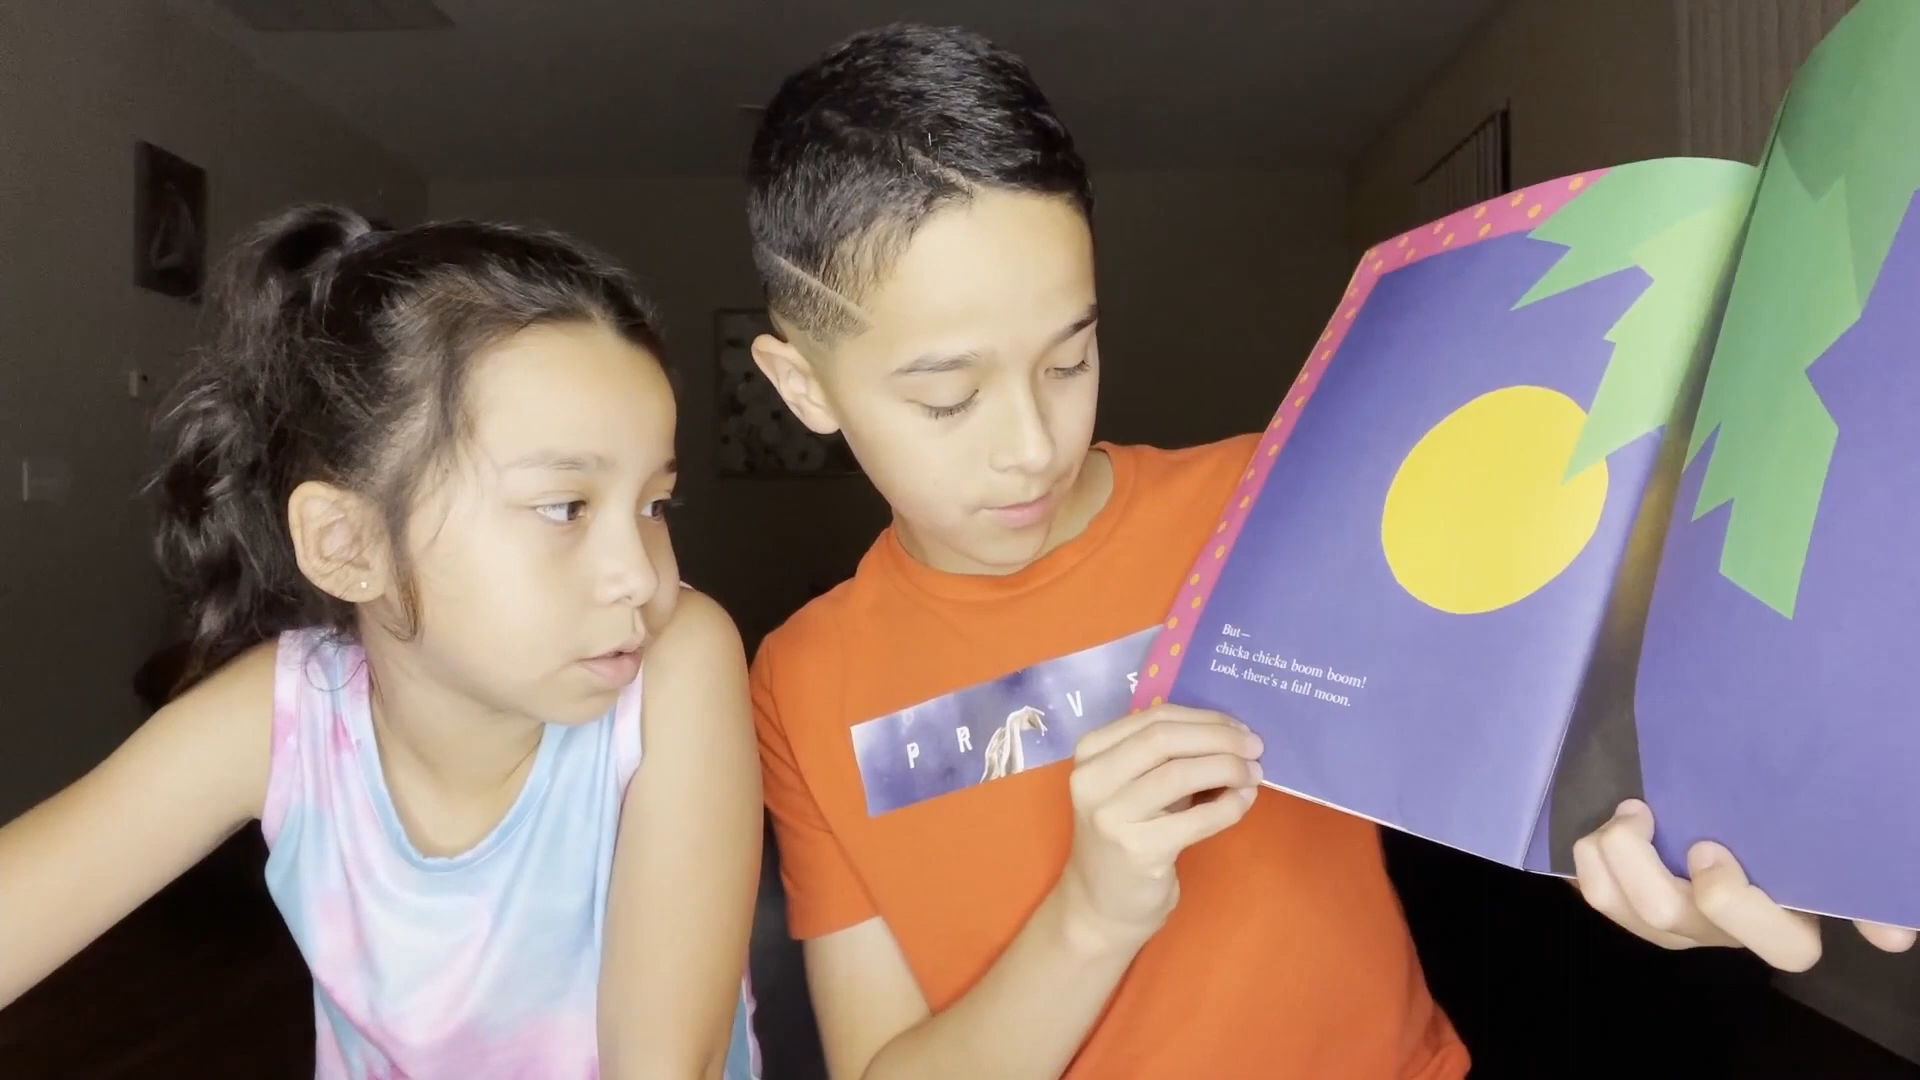 P R V E
But—
chicka chicka boom boom!
Look, there's a full moon.